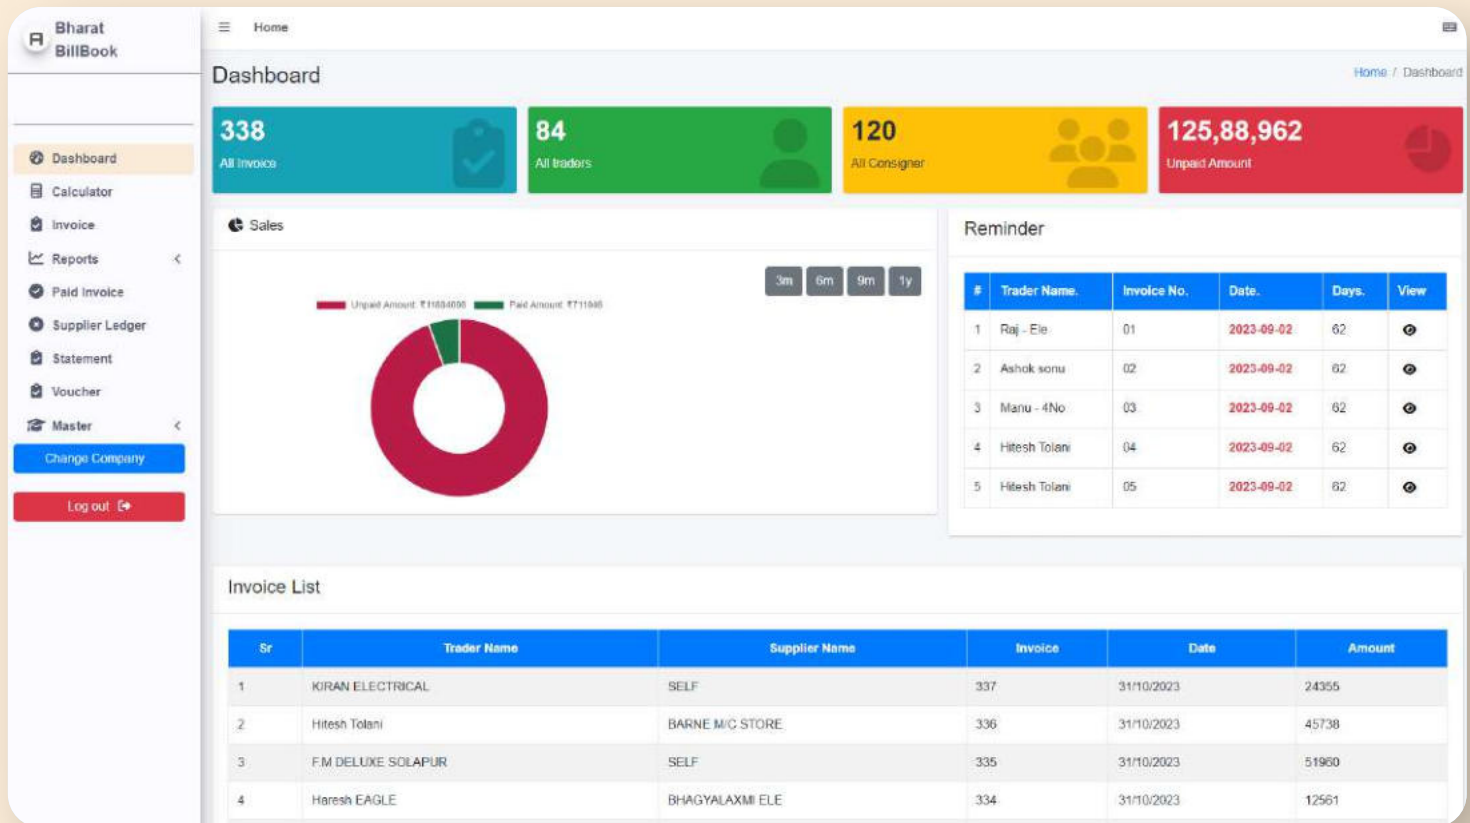 Bharat
BillBook
Home
Dashboard
Home / Dashboard
338
All Invoice
84
All traders
120
All Consigner
125,88,962
Unpaid Amount
Dashboard
Calculator
Invoice
Reports
Paid Invoice
Supplier Ledger
Statement
Voucher
Master
Change Company
Log out
Sales
3m 6m 9m 1y
Unpaid Amount: Paid Amount:
Reminder
# Trader Name. Invoice No. Date. Days. View
1 Raj - Ele 01 2023-09-02 62
2 Ashok sonu 02 2023-09-02 62
3 Manu - 4No 03 2023-09-02 62
4 Hitesh Tolani 04 2023-09-02 62
5 Hitesh Tolani 05 2023-09-02 62
Invoice List
Sr Trader Name Supplier Name Invoice Date Amount
1 KIRAN ELECTRICAL SELF 337 31/10/2023 24355
2 Hitesh Tolani BARNE M/C STORE 336 31/10/2023 45738
3 F.M DELUXE SOLAPUR SELF 335 31/10/2023 51960
4 Haresh EAGLE BHAGYALAXMI ELE 334 31/10/2023 12561